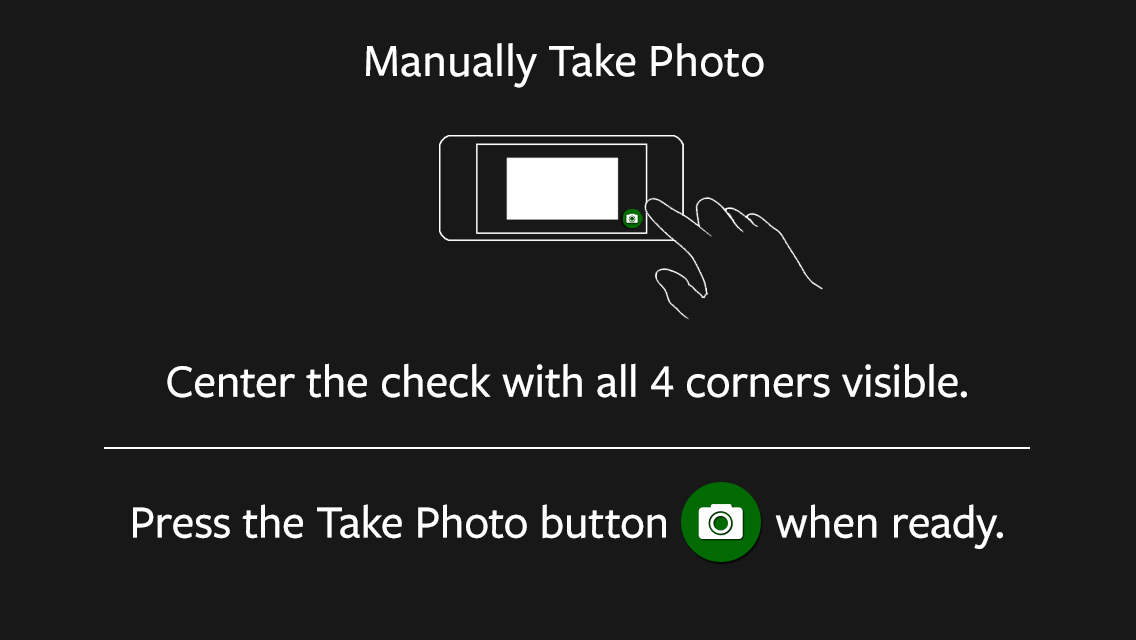 Manually Take Photo
Center the check with all 4 corners visible.
Press the Take Photo button when ready.